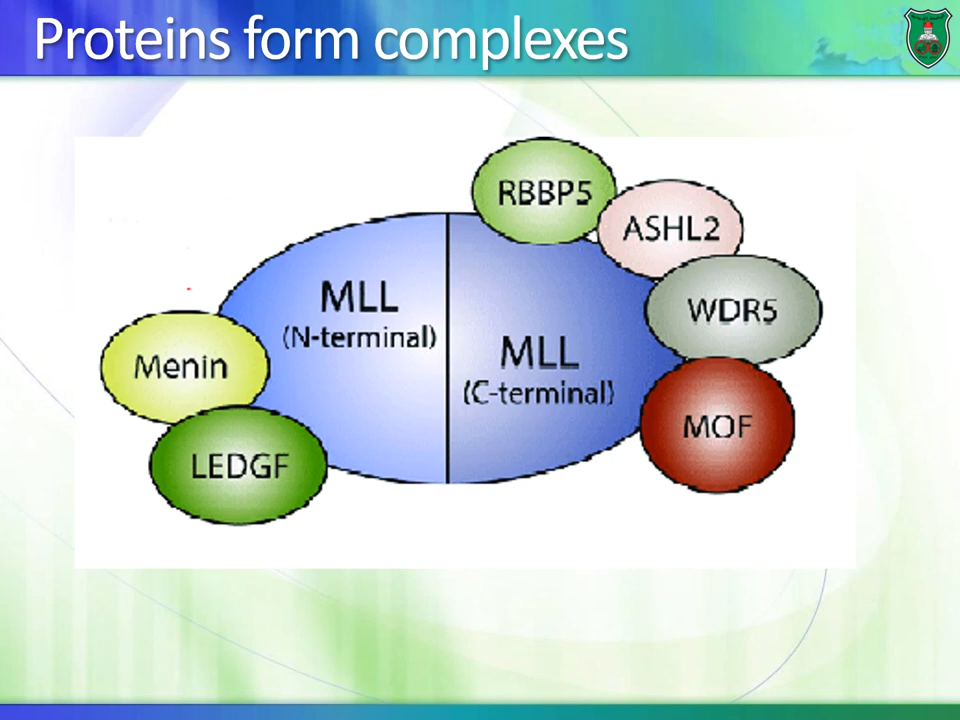 Proteins form complexes
RBBP5
ASHL2
WDR5
MLL
(N-terminal)
MLL
(C-terminal)
Menin
MOF
LEDGF